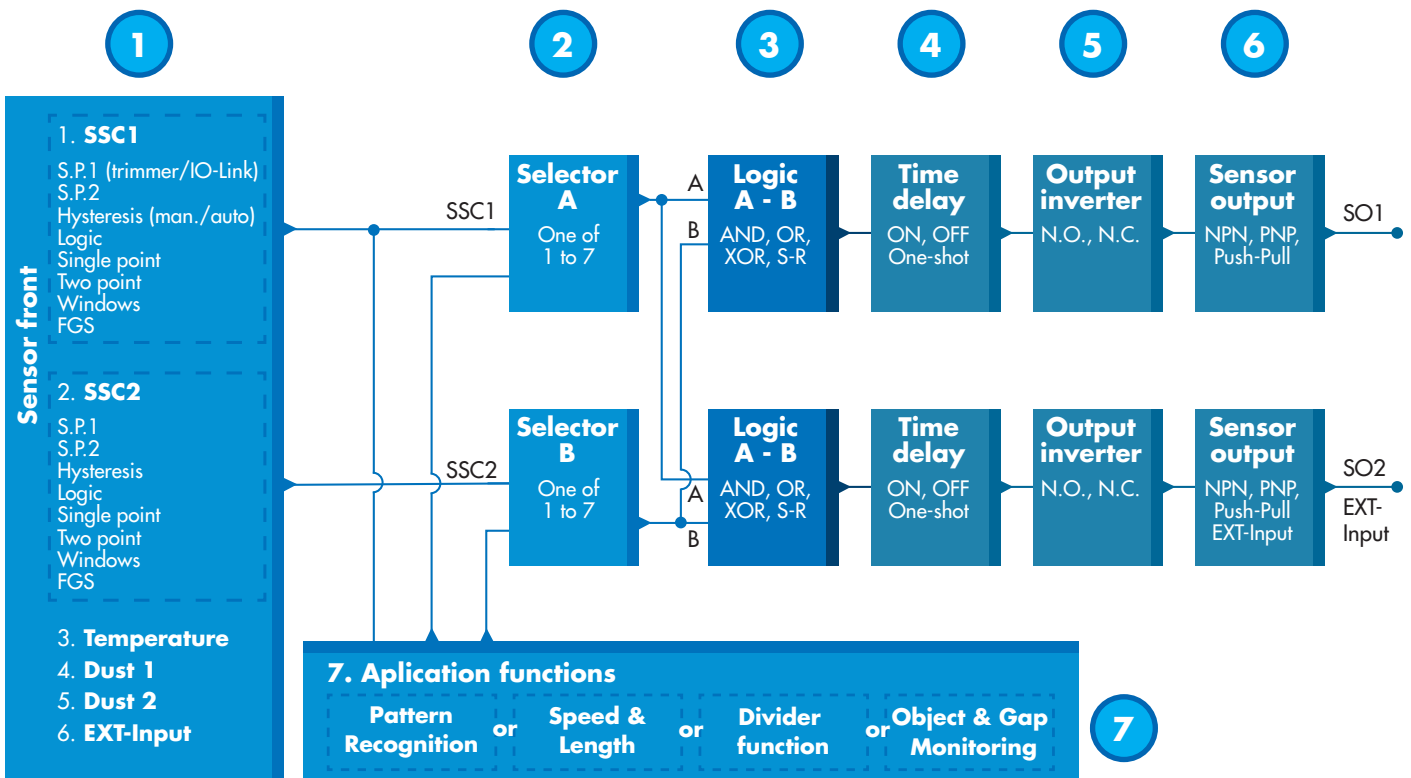 1
2
3
4
5
6
Sensor front
1. SSC1
S.P.1 (trimmer/IO-Link)
S.P.2
Hysteresis (man./auto)
Logic
Single point
Two point
Windows
FGS
2. SSC2
S.P.1
S.P.2
Hysteresis
Logic
Single point
Two point
Windows
FGS
3. Temperature
4. Dust 1
5. Dust 2
6. EXT-Input
SSC1
Selector
A
One of
1 to 7
A
B
Logic
A - B
AND, OR,
XOR, S-R
Time
delay
ON, OFF
One-shot
Output
inverter
N.O., N.C.
Sensor
output
NPN, PNP,
Push-Pull
SO1
SSC2
Selector
B
One of
1 to 7
A
B
Logic
A - B
AND, OR,
XOR, S-R
Time
delay
ON, OFF
One-shot
Output
inverter
N.O., N.C.
Sensor
output
NPN, PNP,
Push-Pull
EXT-Input
SO2
EXT-
Input
7. Aplication functions
Pattern
Recognition
or
Speed &
Length
or
Divider
function
or
Object & Gap
Monitoring
7